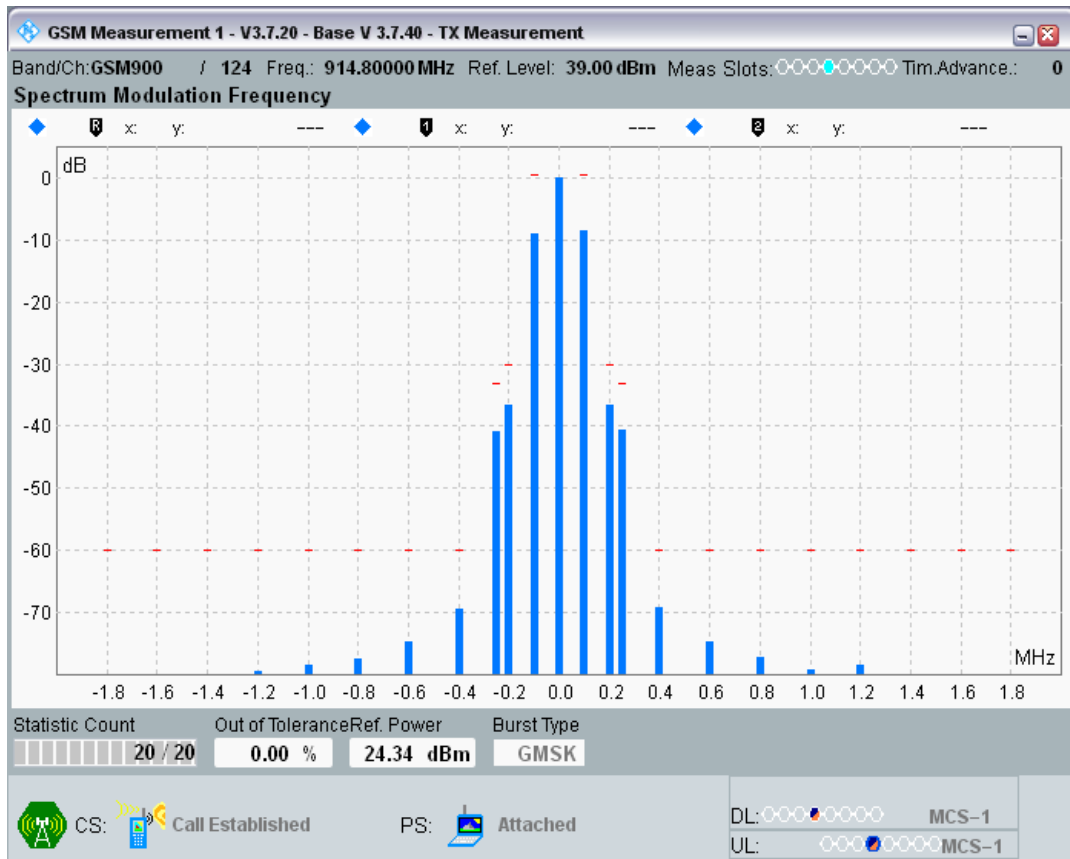 GSM Measurement 1 - V3.7.20 - Base V 3.7.40 - TX Measurement
Band/Ch:GSM900 / 124 Freq.: 914.80000 MHz Ref. Level: 39.00 dBm Meas Slots: Tim.Advance.: 0
Spectrum Modulation Frequency
R x: y: --- 1 x: y: --- 2 x: y: ---
dB
0
-10
-20
-30
-40
-50
-60
-70
MHz
-1.8 -1.6 -1.4 -1.2 -1.0 -0.8 -0.6 -0.4 -0.2 0.0 0.2 0.4 0.6 0.8 1.0 1.2 1.4 1.6 1.8
Statistic Count Out of Tolerance Ref. Power Burst Type
20 / 20 0.00 % 24.34 dBm GMSK
CS: Call Established PS: Attached
DL: MCS-1
UL: MCS-1